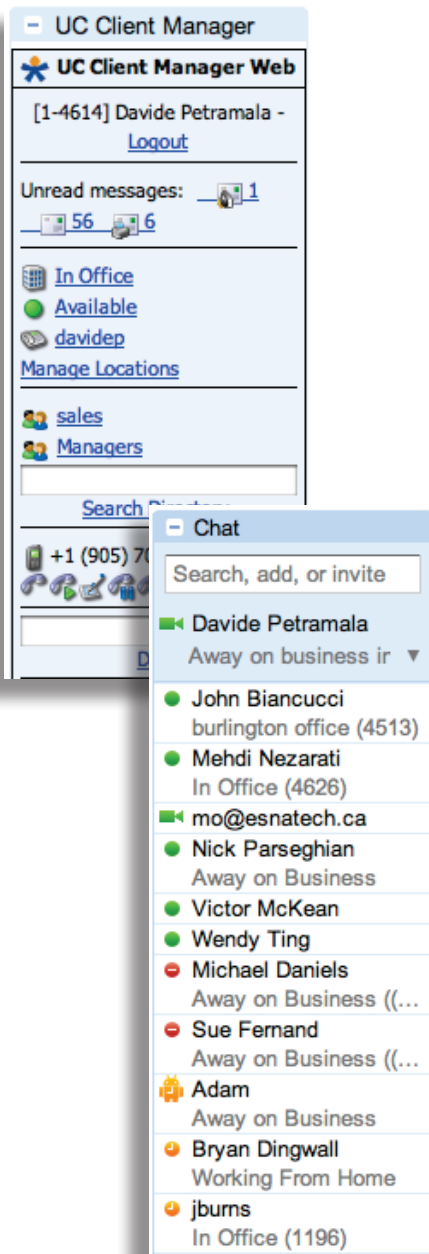 UC Client Manager
UC Client Manager Web
[1-4614] Davide Petramala -
Logout
Unread messages: 1
56 6
In Office
Available
davidep
Manage Locations
sales
Managers
Search
+1 (905)
Chat
Search, add, or invite
Davide Petramala
Away on business
John Biancucci
burlington office (4513)
Mehdi Nezarati
In Office (4626)
mo@esnatech.ca
Nick Parseghian
Away on Business
Victor McKean
Wendy Ting
Michael Daniels
Away on Business ((...
Sue Fernand
Away on Business ((...
Adam
Away on Business
Bryan Dingwall
Working From Home
jburns
In Office (1196)